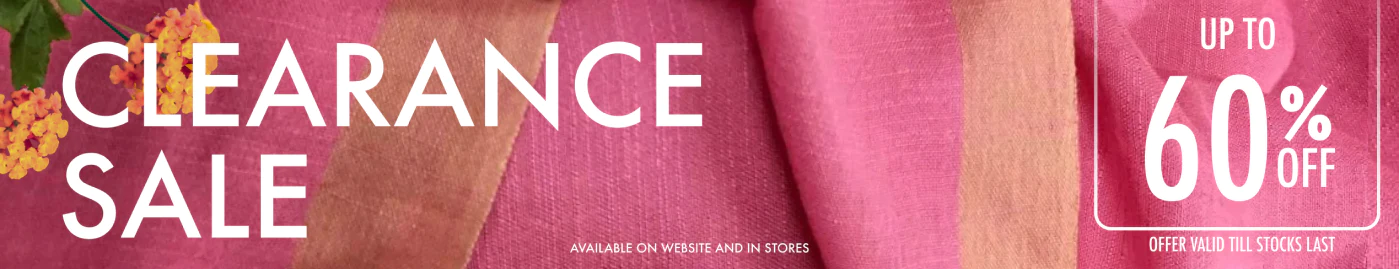 CLEARANCE
SALE
AVAILABLE ON WEBSITE AND IN STORES
UP TO
60%
OFF
OFFER VALID TILL STOCKS LAST